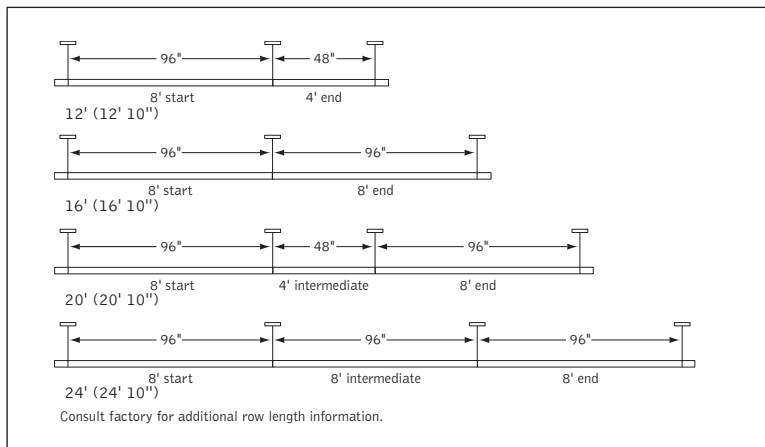 96" 48"
8' start 4' end
12' (12' 10")
96" 96"
8' start 8' end
16' (16' 10")
96" 48" 96"
8' start 4' intermediate 8' end
20' (20' 10")
96" 96" 96"
8' start 8' intermediate 8' end
24' (24' 10")
Consult factory for additional row length information.